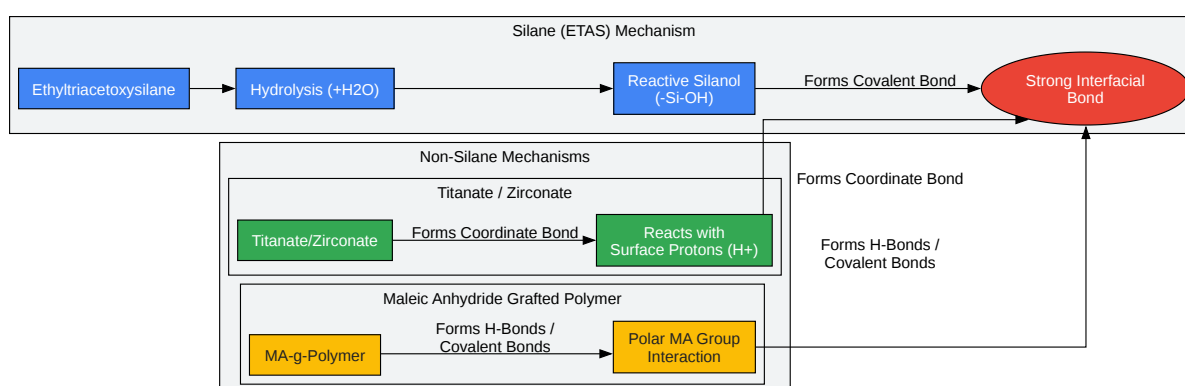 Silane (ETAS) Mechanism
Ethyltriacetoxysilane
Hydrolysis (+H2O)
Reactive Silanol
(-Si-OH)
Forms Covalent Bond
Strong Interfacial
Bond
Non-Silane Mechanisms
Titanate / Zirconate
Titanate/Zirconate
Forms Coordinate Bond
Reacts with
Surface Protons (H+)
Forms Coordinate Bond
Forms H-Bonds /
Covalent Bonds
Maleic Anhydride Grafted Polymer
MA-g-Polymer
Forms H-Bonds /
Covalent Bonds
Polar MA Group
Interaction